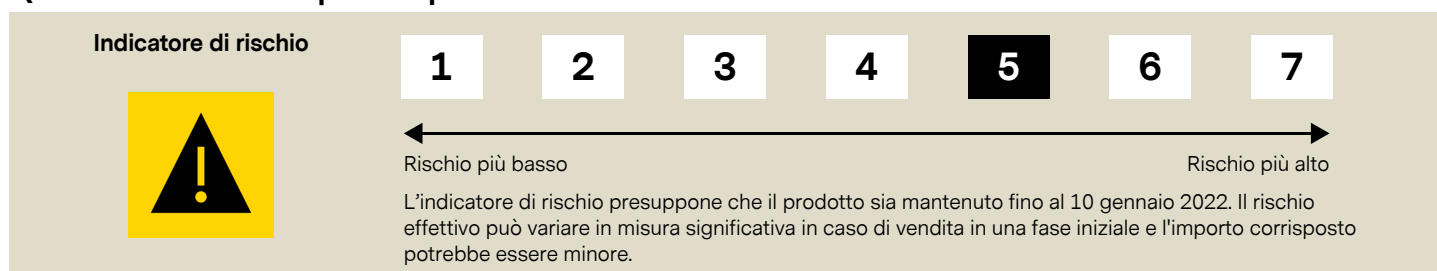 Indicatore di rischio
1 2 3 4 5 6 7
Rischio più basso Rischio più alto
L'indicatore di rischio presuppone che il prodotto sia mantenuto fino al 10 gennaio 2022. Il rischio
effettivo può variare in misura significativa in caso di vendita in una fase iniziale e l'importo corrisposto
potrebbe essere minore.